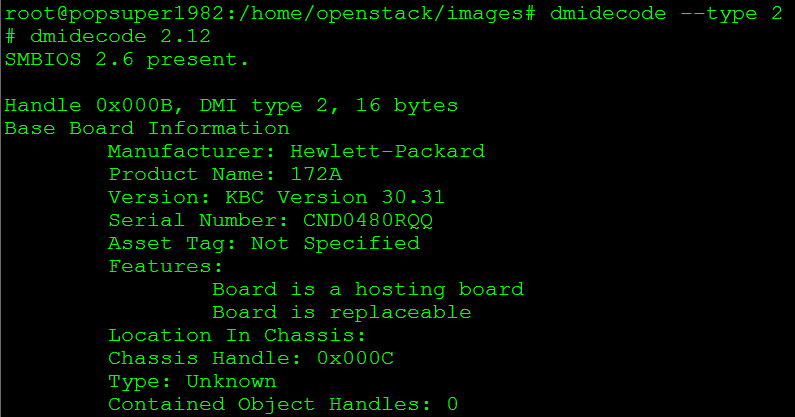 root@popsuper1982:/home/openstack/images# dmidecode --type 2
# dmidecode 2.12
SMBIOS 2.6 present.
Handle 0x000B, DMI type 2, 16 bytes
Base Board Information
Manufacturer: Hewlett-Packard
Product Name: 172A
Version: KBC Version 30.31
Serial Number: CND0480RQQ
Asset Tag: Not Specified
Features:
Board is a hosting board
Board is replaceable
Location In Chassis:
Chassis Handle: 0x000C
Type: Unknown
Contained Object Handles: 0